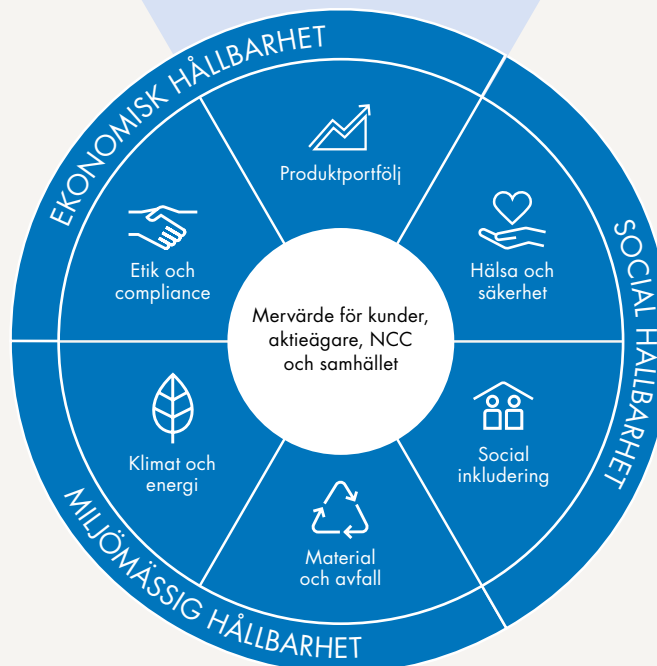 EKONOMISK HÅLLBARHET
Produktportfölj
Etik och
compliance
Hälsa och
säkerhet
SOCIAL HÅLLBARHET
Mervärde för kunder,
aktieägare, NCC
och samhället
Klimat och
energi
Social
inkludering
Material
och avfall
MILJÖMÄSSIG HÅLLBARHET